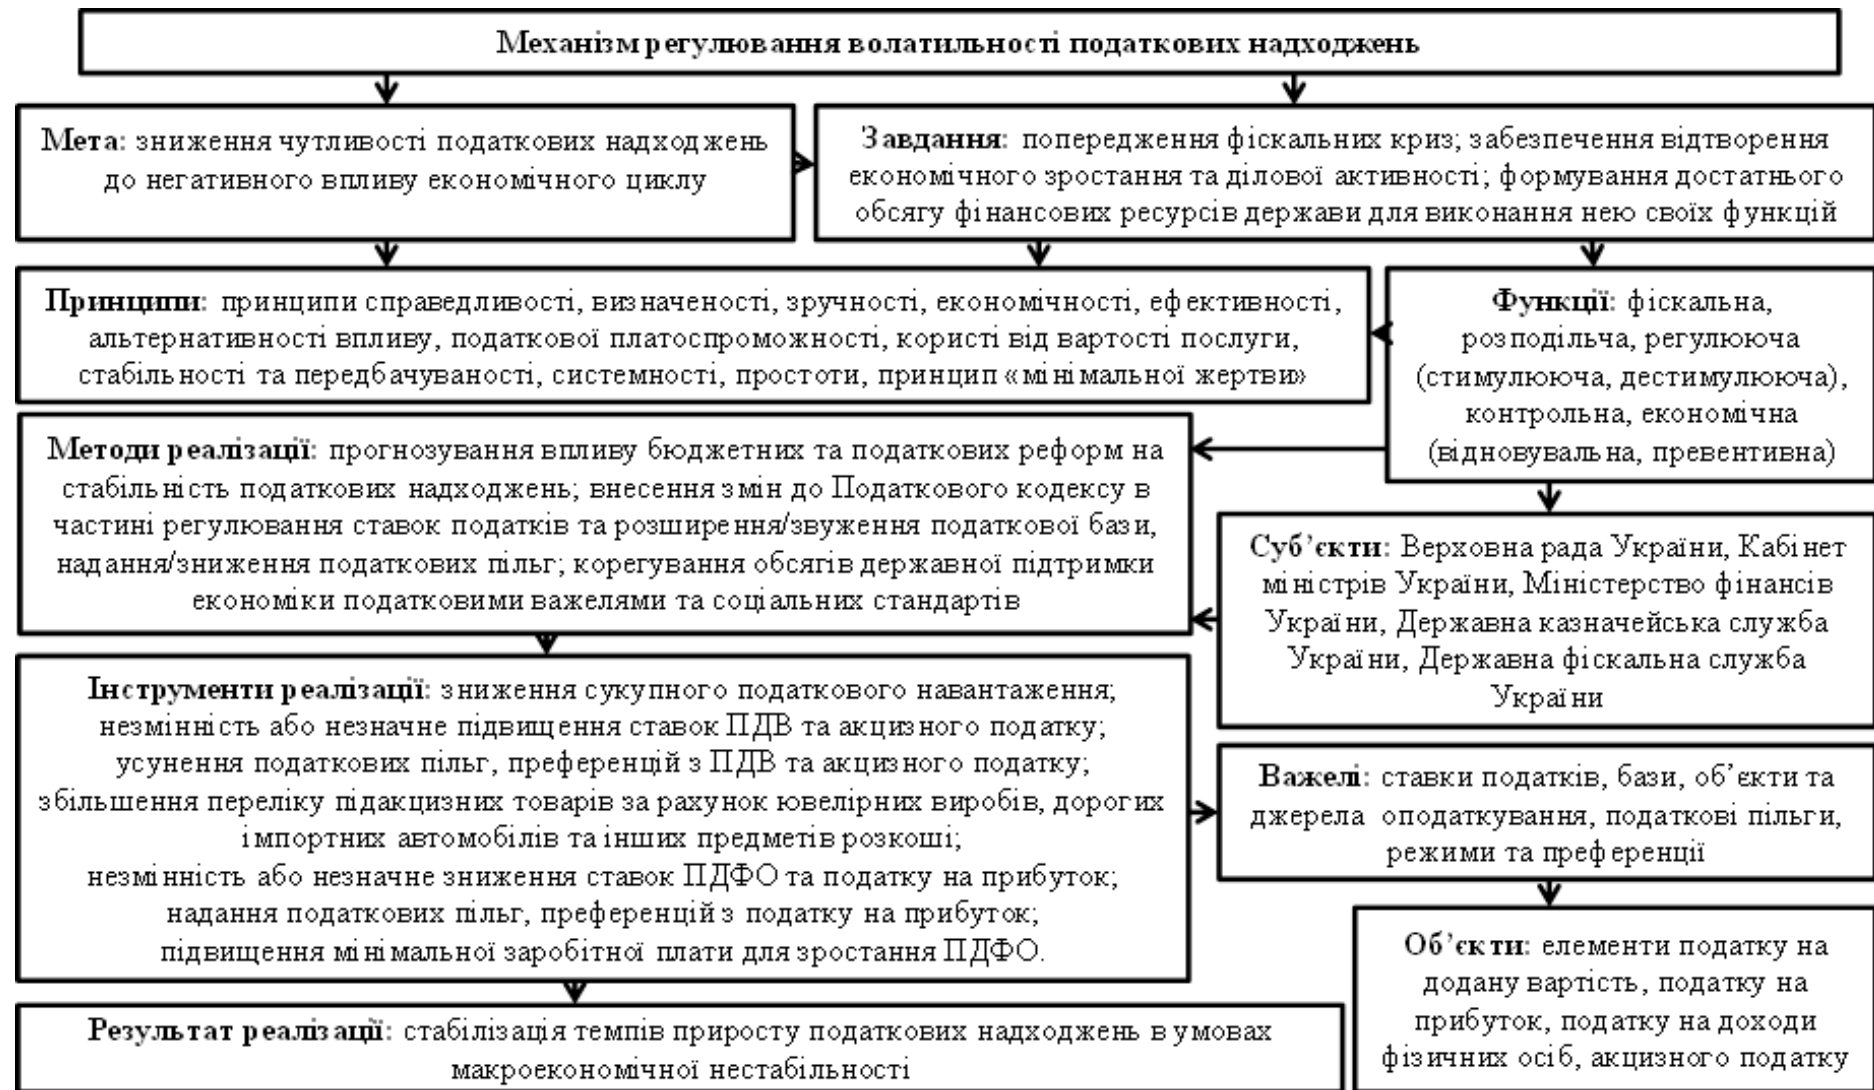 Механізм регулювання волатильності податкових надходжень
Мета: зниження чутливості податкових надходжень
до негативного впливу економічного циклу
Завдання: попередження фіскальних криз; забезпечення відтворення
економічного зростання та ділової активності; формування достатнього
обсягу фінансових ресурсів держави для виконання нею своїх функцій
Принципи: принципи справедливості, визначеності, зручності, економічності, ефективності,
альтернативності впливу, податкової платоспроможності, користі від вартості послуги,
стабільності та передбачуваності, системності, простоти, принцип «мінімальної жертви»
Функції: фіскальна,
розподільча, регулююча
(стимулююча, дестимулююча),
контрольна, економічна
(відновувальна, превентивна)
Методи реалізації: прогнозування впливу бюджетних та податкових реформ на
стабільність податкових надходжень; внесення змін до Податкового кодексу в
частині регулювання ставок податків та розширення/звуження податкової бази,
надання/зниження податкових пільг; корегування обсягів державної підтримки
економіки податковими важелями та соціальних стандартів
Суб’єкти: Верховна рада України, Кабінет
міністрів України, Міністерство фінансів
України, Державна казначейська служба
України, Державна фіскальна служба
України
Інструменти реалізації: зниження сукупного податкового навантаження;
незмінність або незначне підвищення ставок ПДВ та акцизного податку;
усунення податкових пільг, преференцій з ПДВ та акцизного податку;
збільшення переліку підакцизних товарів за рахунок ювелірних виробів, дорогих
імпортних автомобілів та інших предметів розкоші;
незмінність або незначне зниження ставок ПДФО та податку на прибуток;
надання податкових пільг, преференцій з податку на прибуток;
підвищення мінімальної заробітної плати для зростання ПДФО.
Важелі: ставки податків, бази, об’єкти та
джерела оподаткування, податкові пільги,
режими та преференції
Об’єкти: елементи податку на
додану вартість, податку на
прибуток, податку на доходи
фізичних осіб, акцизного податку
Результат реалізації: стабілізація темпів приросту податкових надходжень в умовах
макроекономічної нестабільності